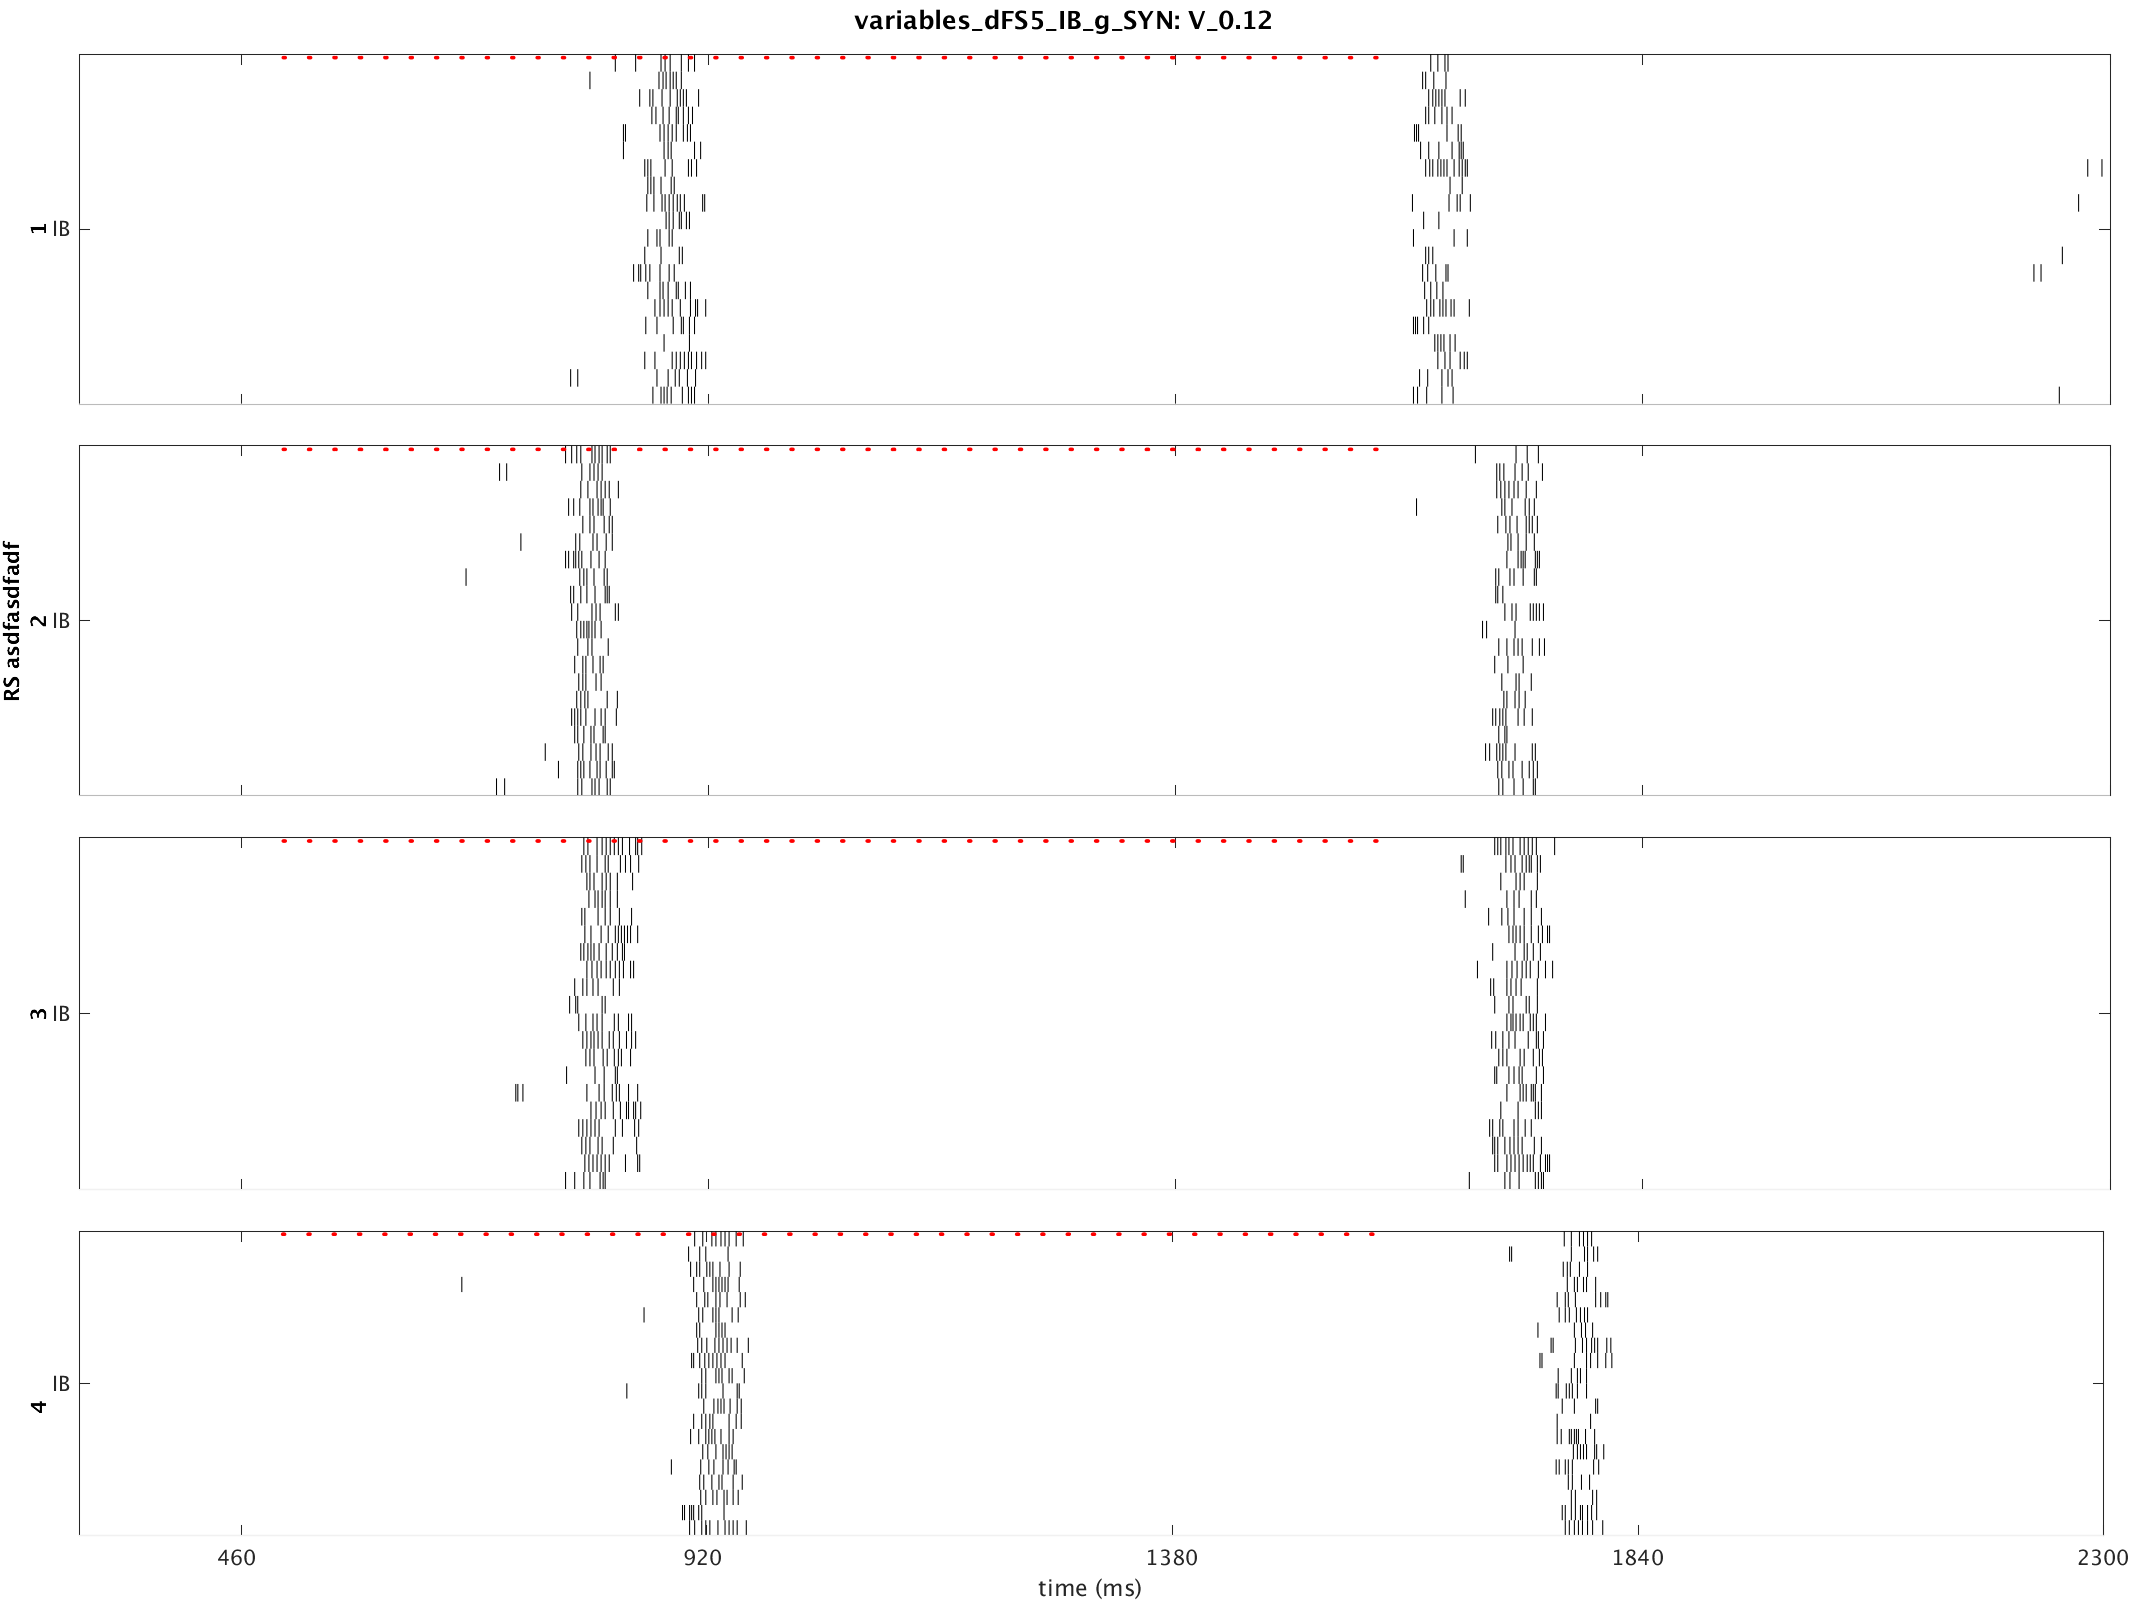 variables_dFS5_IB_g_SYN: V_0.12
RS asdfasdfadf
1 IB
2 IB
3 IB
4 IB
460 920 1380 1840 2300
time (ms)